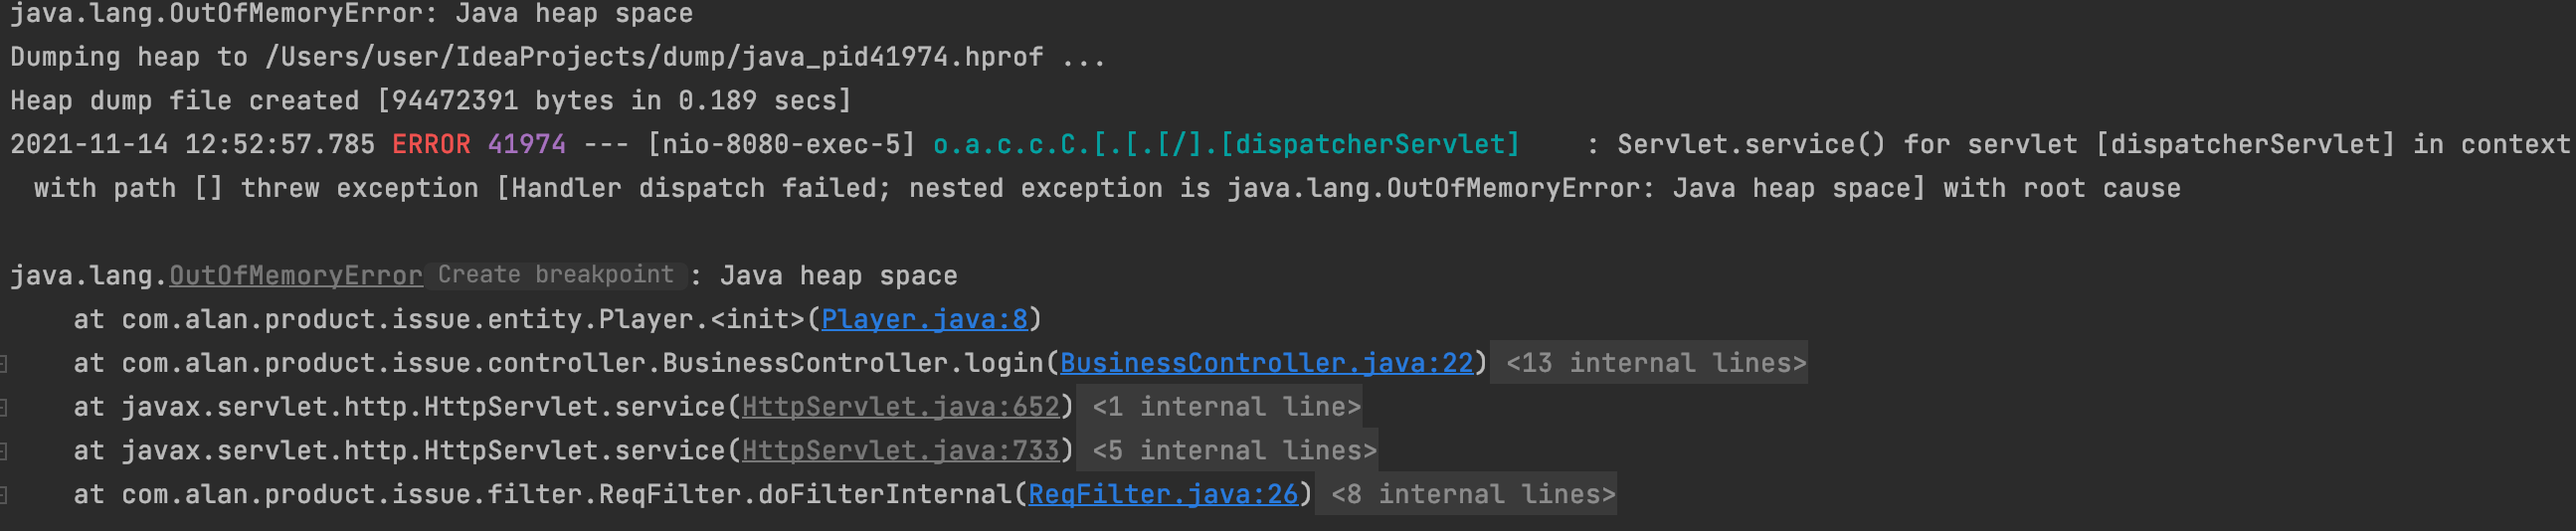 java.lang.OutOfMemoryError: Java heap space
Dumping heap to /Users/user/IdeaProjects/dump/java_pid41974.hprof ...
Heap dump file created [94472391 bytes in 0.189 secs]
2021-11-14 12:52:57.785 ERROR 41974 --- [nio-8080-exec-5] o.a.c.c.C.[.[.[/].[dispatcherServlet]    : Servlet.service() for servlet [dispatcherServlet] in context
with path [] threw exception [Handler dispatch failed; nested exception is java.lang.OutOfMemoryError: Java heap space] with root cause
java.lang.OutOfMemoryError Create breakpoint : Java heap space
at com.alan.product.issue.entity.Player.<init>(Player.java:8)
at com.alan.product.issue.controller.BusinessController.login(BusinessController.java:22) <13 internal lines>
at javax.servlet.http.HttpServlet.service(HttpServlet.java:652) <1 internal line>
at javax.servlet.http.HttpServlet.service(HttpServlet.java:733) <5 internal lines>
at com.alan.product.issue.filter.ReqFilter.doFilterInternal(ReqFilter.java:26) <8 internal lines>